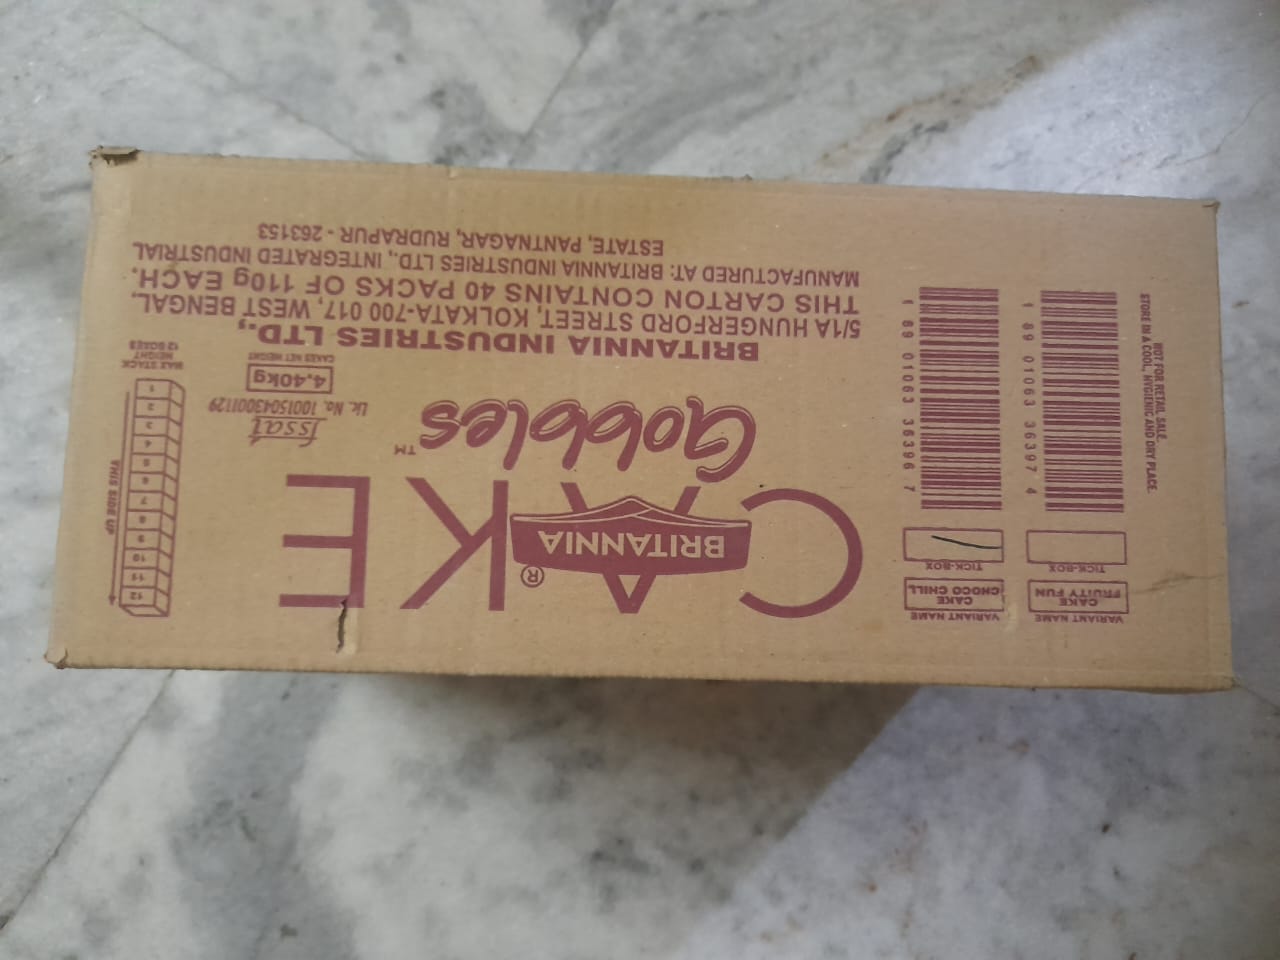 VARIANT NAME
FRUITY FUN
CAKE
TICK-BOX
1 89 01063 36397 4
VARIANT NAME
CHOCO CHILL
CAKE
TICK-BOX
1 89 01063 36396 7
NOT FOR RETAIL SALE.
STORE IN A COOL, HYGIENIC AND DRY PLACE.
CAKE
BRITANNIA
®
Gobbles
TM
fssai
Lic. No. 10015043001129
4.40kg
CAKES NET WEIGHT
BRITANNIA INDUSTRIES LTD.,
5/1A HUNGERFORD STREET, KOLKATA-700 017, WEST BENGAL.
THIS CARTON CONTAINS 40 PACKS OF 110g EACH.
MANUFACTURED AT: BRITANNIA INDUSTRIES LTD., INTEGRATED INDUSTRIAL
ESTATE, PANTNAGAR, RUDRAPUR - 263153
12
11
10
9
8
7
6
5
4
3
2
1
THIS SIDE UP
MAX STACK
HEIGHT
12 BOXES